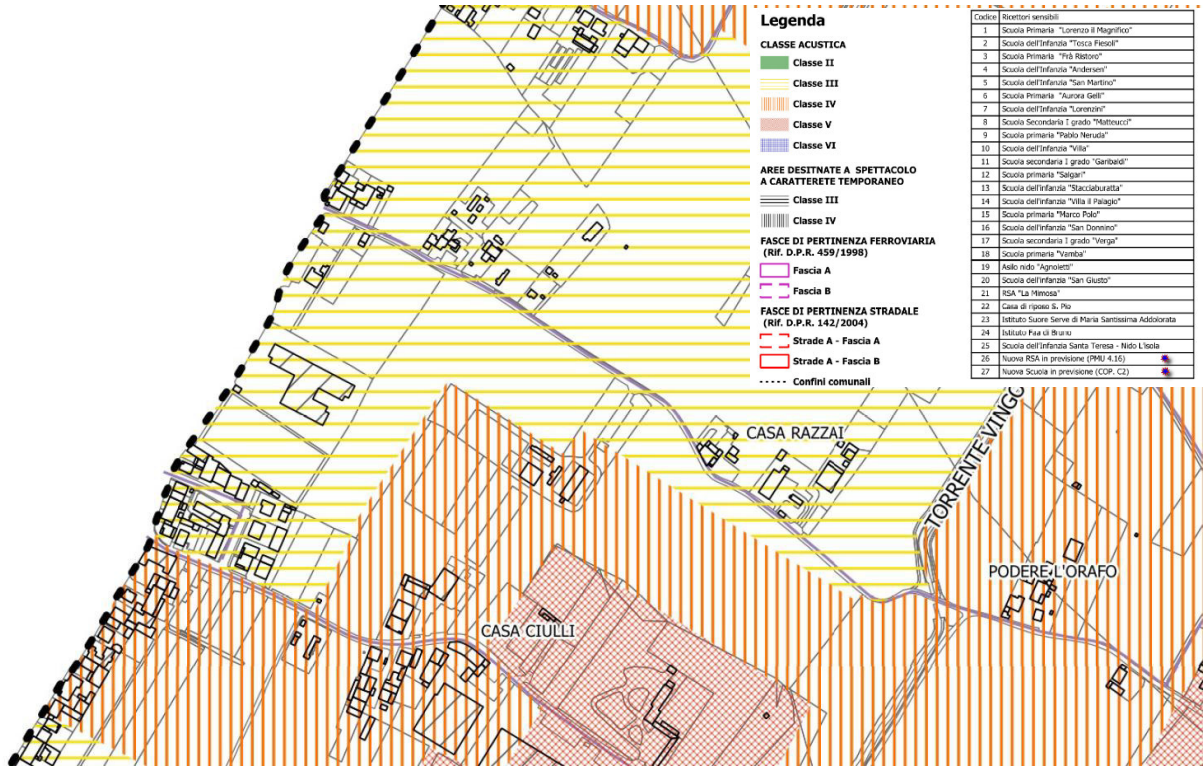 Legenda
CLASSE ACUSTICA
Classe II
Classe III
Classe IV
Classe V
Classe VI
AREE DESITNATE A SPETTACOLO
A CARATTERETE TEMPORANEO
Classe III
Classe IV
FASCE DI PERTINENZA FERROVIARIA
(Rif. D.P.R. 459/1998)
Fascia A
Fascia B
FASCE DI PERTINENZA STRADALE
(Rif. D.P.R. 142/2004)
Strade A - Fascia A
Strade A - Fascia B
Confini comunali
Codice Ricettori sensibili
1 Scuola Primaria "Lorenzo il Magnifico"
2 Scuola dell'Infanzia "Tosca Fiesoli"
3 Scuola Primaria "Frà Ristoro"
4 Scuola dell'Infanzia "Andersen"
5 Scuola dell'Infanzia "San Martino"
6 Scuola Primaria "Aurora Gelli"
7 Scuola dell'Infanzia "Lorenzini"
8 Scuola Secondaria I grado "Matteucci"
9 Scuola primaria "Pablo Neruda"
10 Scuola dell'Infanzia "Villa"
11 Scuola secondaria I grado "Garibaldi"
12 Scuola primaria "Salgari"
13 Scuola dell'infanzia "Stacciaburatta"
14 Scuola dell'infanzia "Villa il Palagio"
15 Scuola primaria "Marco Polo"
16 Scuola dell'infanzia "San Donnino"
17 Scuola secondaria I grado "Verga"
18 Scuola primaria "Vamba"
19 Asilo nido "Agnoletti"
20 Scuola dell'infanzia "San Giusto"
21 RSA "La Mimosa"
22 Casa di riposo S. Pio
23 Istituto Suore Serve di Maria Santissima Addolorata
24 Istituto Faa di Bruno
25 Scuola dell'Infanzia Santa Teresa - Nido L'Isola
26 Nuova RSA in previsione (PMU 4.16)
27 Nuova Scuola in previsione (COP. C2)
CASA RAZZAI
TORRENTE VINGO
PODERE L'ORAFO
CASA CIULLI